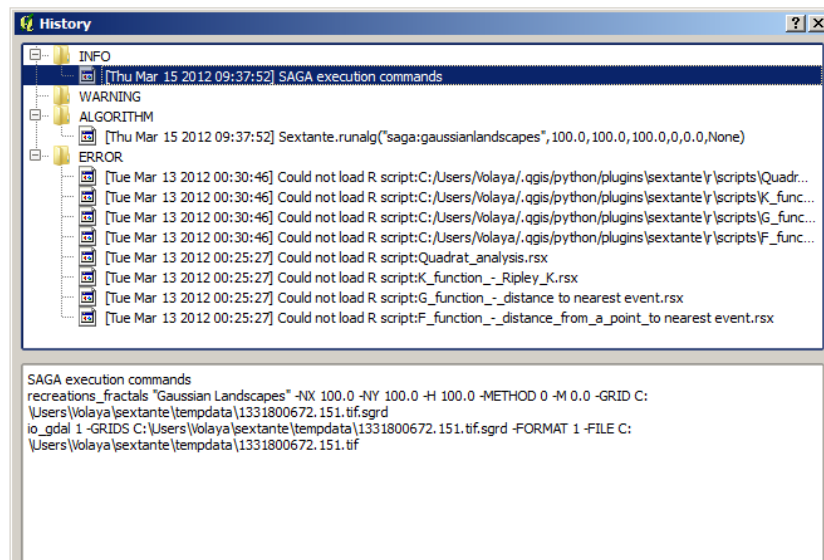 History
INFO
[Thu Mar 15 2012 09:37:52] SAGA execution commands
WARNING
ALGORITHM
[Thu Mar 15 2012 09:37:52] Sextante.runalg("saga:gaussianlandscapes",100.0,100.0,100.0,0,0.0,None)
ERROR
[Tue Mar 13 2012 00:30:46] Could not load R script:C:/Users/Volaya/.qgis/python/plugins\sextante\r\scripts\Quadr...
[Tue Mar 13 2012 00:30:46] Could not load R script:C:/Users/Volaya/.qgis/python/plugins\sextante\r\scripts\K_func...
[Tue Mar 13 2012 00:30:46] Could not load R script:C:/Users/Volaya/.qgis/python/plugins\sextante\r\scripts\G_func...
[Tue Mar 13 2012 00:30:46] Could not load R script:C:/Users/Volaya/.qgis/python/plugins\sextante\r\scripts\F_func...
[Tue Mar 13 2012 00:25:27] Could not load R script:Quadrat_analysis.rsx
[Tue Mar 13 2012 00:25:27] Could not load R script:K_function_-_Ripley_K.rsx
[Tue Mar 13 2012 00:25:27] Could not load R script:G_function_-_distance to nearest event.rsx
[Tue Mar 13 2012 00:25:27] Could not load R script:F_function_-_distance_from_a_point_to nearest event.rsx
SAGA execution commands
recreations_fractals "Gaussian Landscapes" -NX 100.0 -NY 100.0 -H 100.0 -METHOD 0 -M 0.0 -GRID C:
\Users\Volaya\sextante\tempdata\1331800672.151.tif.sgrd
io_gdal 1 -GRIDS C:\Users\Volaya\sextante\tempdata\1331800672.151.tif.sgrd -FORMAT 1 -FILE C:
\Users\Volaya\sextante\tempdata\1331800672.151.tif